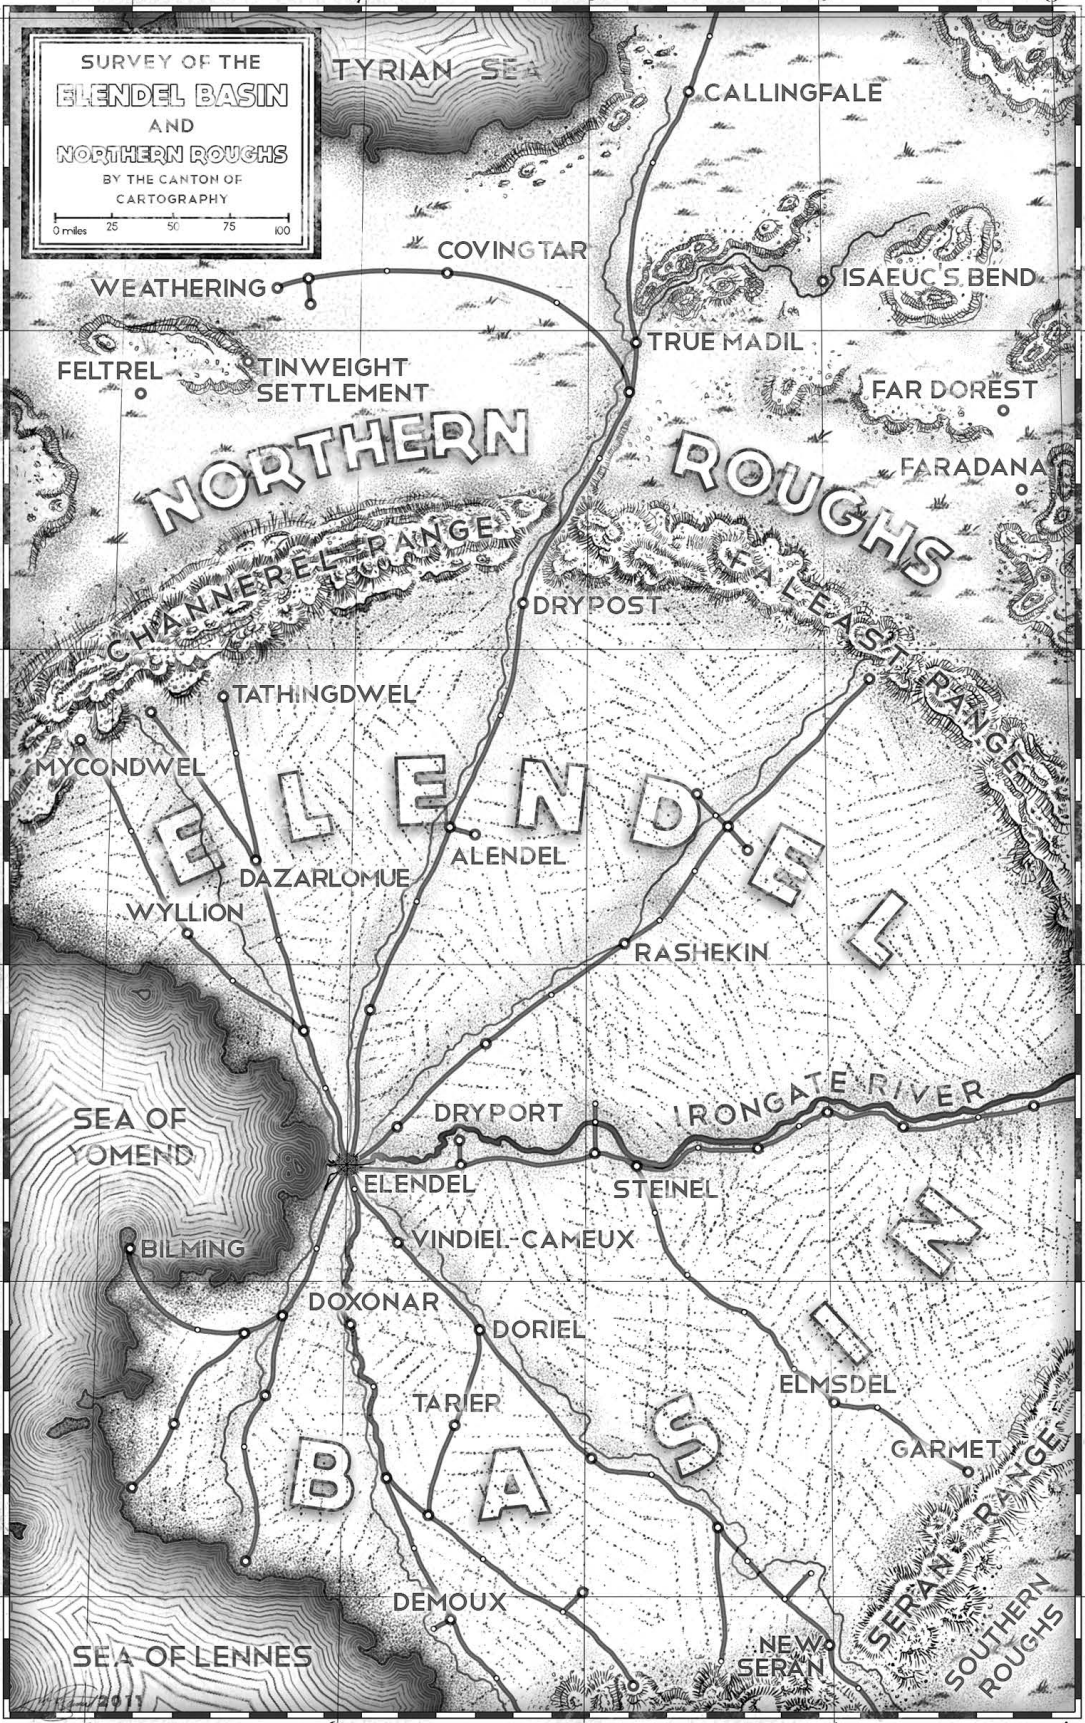 SURVEY OF THE
ELENDEL BASIN
AND
NORTHERN ROUGHS
BY THE CANTON OF
CARTOGRAPHY
0 miles 25 50 75 100
TYRIAN SEA
CALLINGFALE
COVINGTAR
WEATHERING
ISAEUC'S BEND
TRUE MADIL
FELTREL
TINWEIGHT
SETTLEMENT
FAR DOREST
NORTHERN ROUGHS
FARADANA
CHANNEREL RANGE
FALEAST RANGE
DRYPOST
TATHINGDWEL
MYCONDWEL
ELENDEL
ALENDEL
DAZARLOMUE
WYLLION
RASHEKIN
IRONGATE RIVER
DRYPORT
SEA OF
YOMEND
ELENDEL
STEINEL
VINDIEL-CAMEUX
BILMING
DOXONAR
DORIEL
ELMSDEL
TARIER
BASIN
GARMET
SERAN RANGE
DEMOUX
NEW
SERAN
SOUTHERN
ROUGHS
SEA OF LENNES
2011